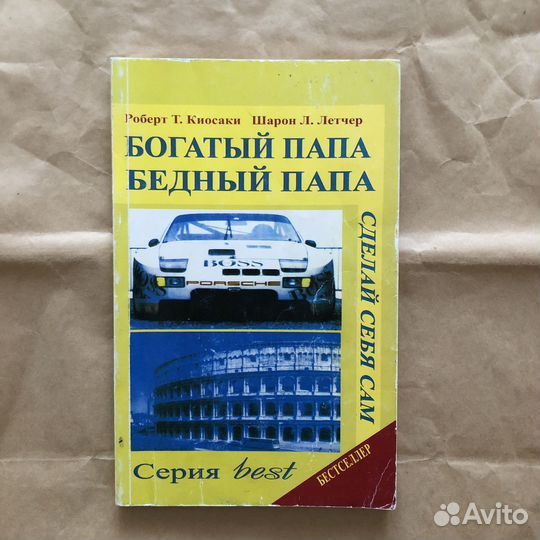 Роберт Т. Киосаки Шарон Л. Летчер
БОГАТЫЙ ПАПА
БЕДНЫЙ ПАПА
СДЕЛАЙ СЕБЯ САМ
BOSS
PORSCHE
Серия best
БЕСТСЕЛЛЕР
Avito